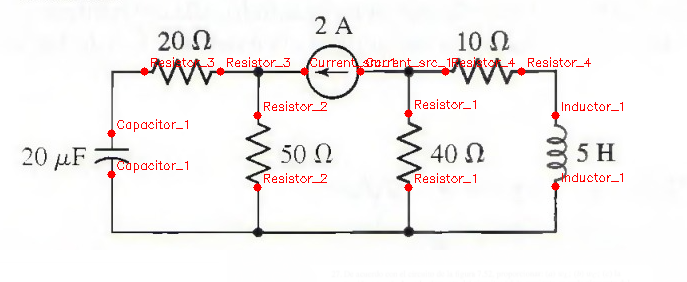 2 A
20 Ω
10 Ω
Resistor_3 Resistor_3 Current_src_1 Current_src_1 Resistor_4 Resistor_4
Resistor_2 Resistor_1 Inductor_1
Capacitor_1
20 µF 50 Ω 40 Ω 5 H
Capacitor_1
Resistor_2 Resistor_1 Inductor_1